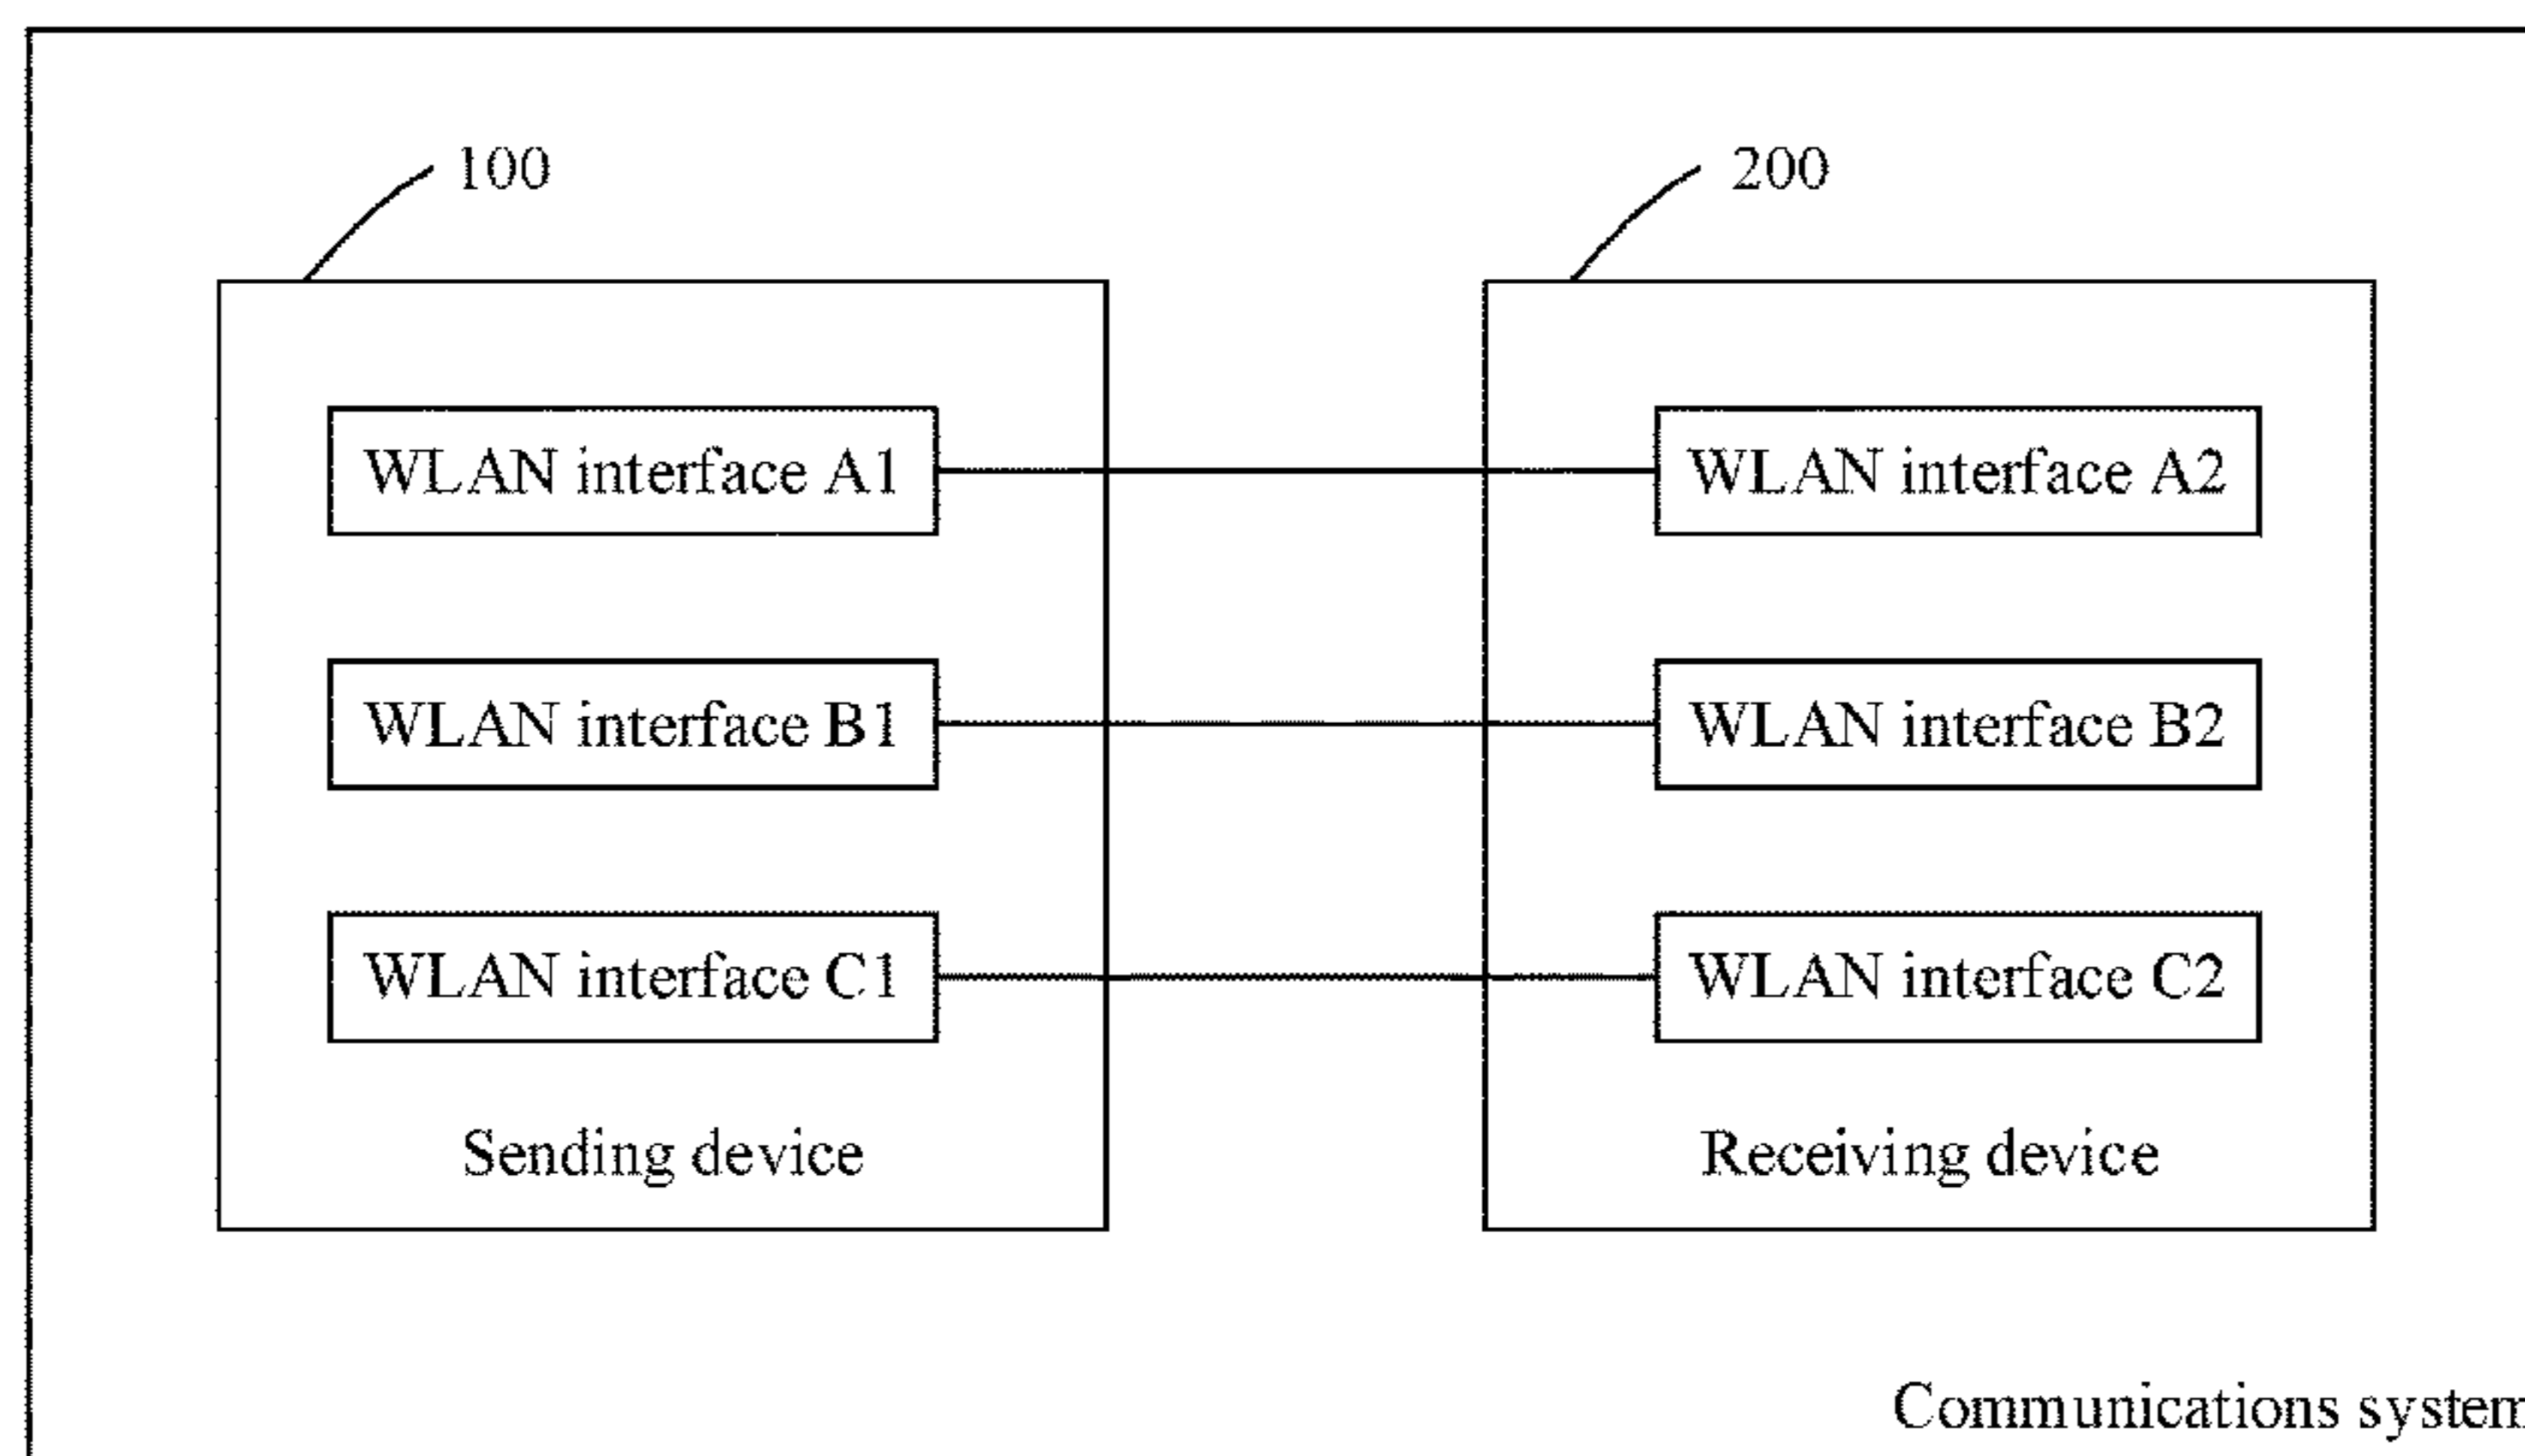 100
200
WLAN interface A1
WLAN interface A2
WLAN interface B1
WLAN interface B2
WLAN interface C1
WLAN interface C2
Sending device
Receiving device
Communications system